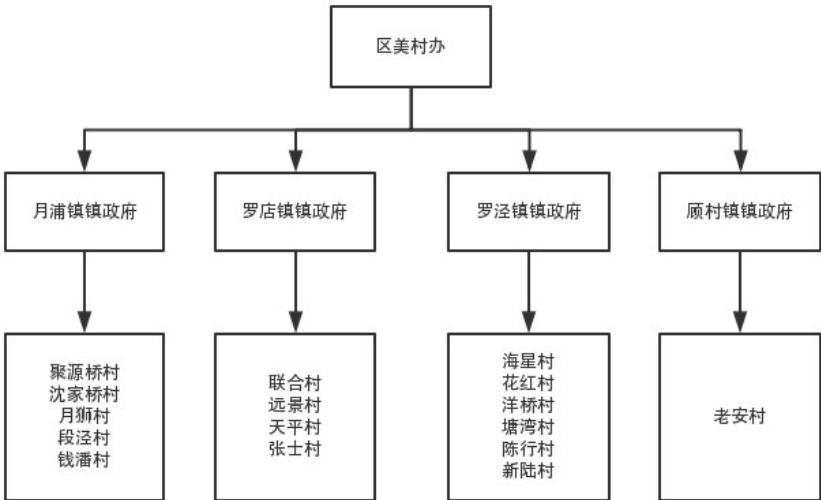 区美村办
月浦镇镇政府
罗店镇镇政府
罗泾镇镇政府
顾村镇镇政府
聚源桥村
沈家桥村
月狮村
段泾村
钱潘村
联合村
远景村
天平村
张士村
海星村
花红村
洋桥村
塘湾村
陈行村
新陆村
老安村